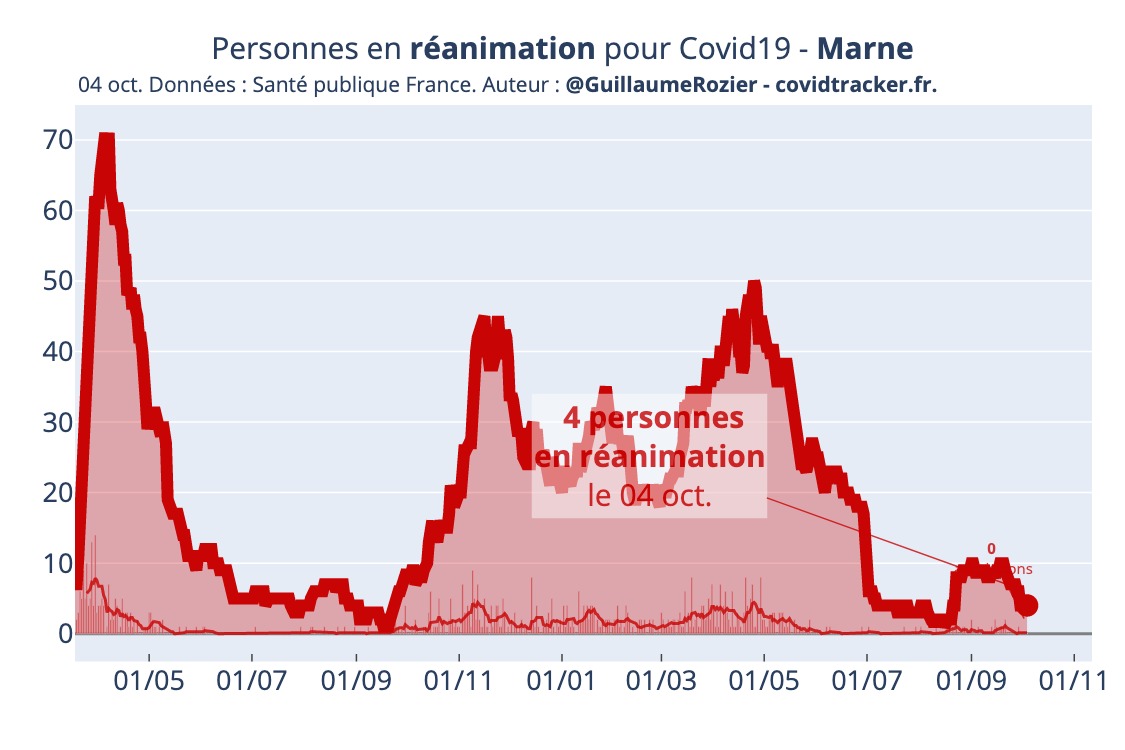 Personnes en réanimation pour Covid19 - Marne
04 oct. Données : Santé publique France. Auteur : @GuillaumeRozier - covidtracker.fr.
70
60
50
40
30
20
10
0
4 personnes
en réanimation
le 04 oct.
0
01/05 01/07 01/09 01/11 01/01 01/03 01/05 01/07 01/09 01/11